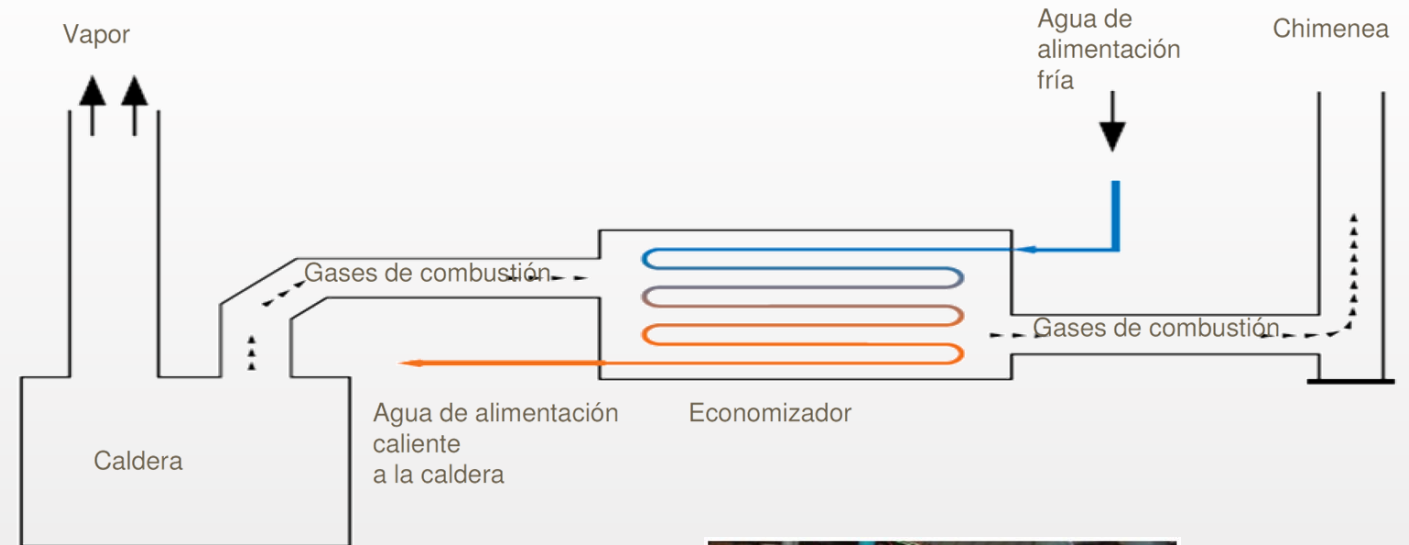 Vapor
Agua de
alimentación
fría
Chimenea
Gases de combustión
Gases de combustión
Agua de alimentación
caliente
a la caldera
Economizador
Caldera